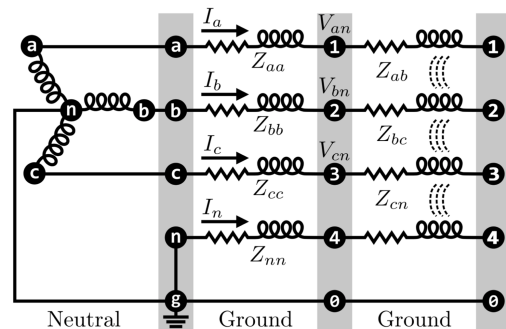 I_a V_an
a a 1 1
Z_aa Z_ab
I_b V_bn
n b b 2 2
Z_bb Z_bc
I_c V_cn
c c 3 3
Z_cc Z_cn
I_n
n 4 4
Z_nn
g 0 0
Neutral Ground Ground